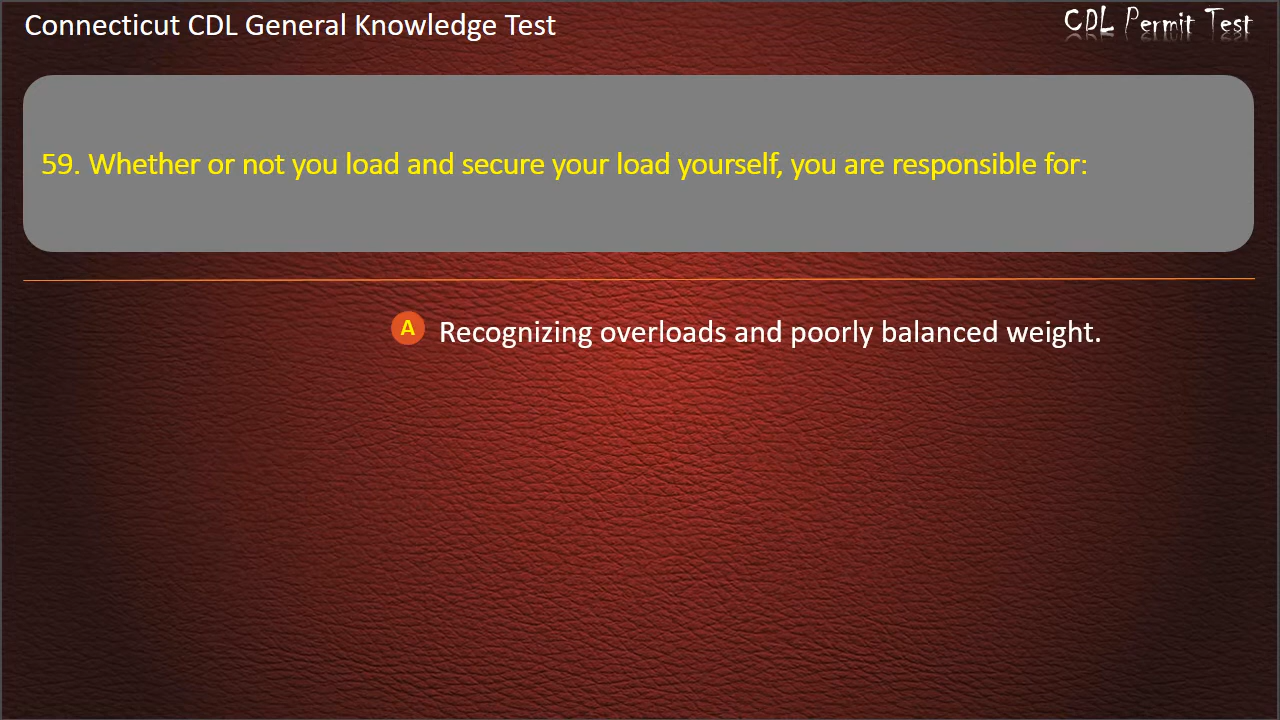 Connecticut CDL General Knowledge Test
CDL Permit Test
59. Whether or not you load and secure your load yourself, you are responsible for:
A Recognizing overloads and poorly balanced weight.